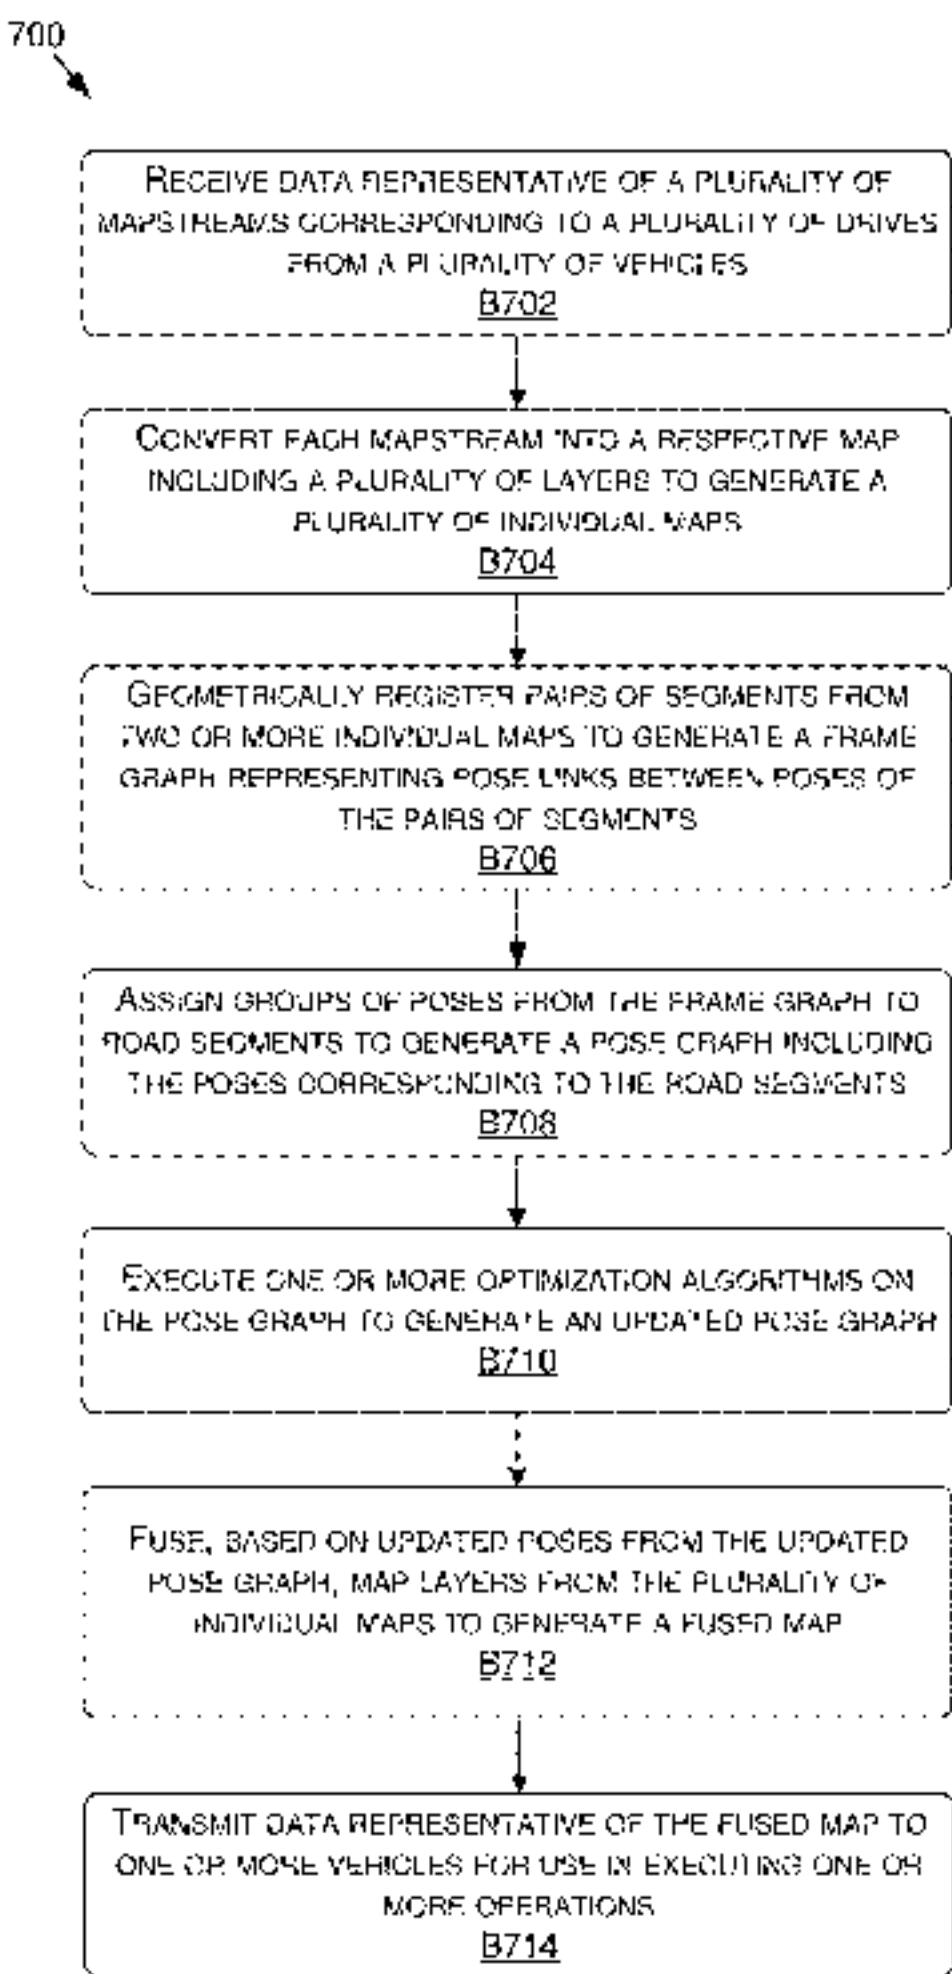 700
RECEIVE DATA REPRESENTATIVE OF A PLURALITY OF
MAPSTREAMS CORRESPONDING TO A PLURALITY OF DRIVES
FROM A PLURALITY OF VEHICLES
B702
CONVERT EACH MAPSTREAM INTO A RESPECTIVE MAP
INCLUDING A PLURALITY OF LAYERS TO GENERATE A
PLURALITY OF INDIVIDUAL MAPS
B704
GEOMETRICALLY REGISTER PAIRS OF SEGMENTS FROM
TWO OR MORE INDIVIDUAL MAPS TO GENERATE A FRAME
GRAPH REPRESENTING POSE LINKS BETWEEN POSES OF
THE PAIRS OF SEGMENTS
B706
ASSIGN GROUPS OF POSES FROM THE FRAME GRAPH TO
ROAD SEGMENTS TO GENERATE A POSE GRAPH INCLUDING
THE POSES CORRESPONDING TO THE ROAD SEGMENTS
B708
EXECUTE ONE OR MORE OPTIMIZATION ALGORITHMS ON
THE POSE GRAPH TO GENERATE AN UPDATED POSE GRAPH
B710
FUSE, BASED ON UPDATED POSES FROM THE UPDATED
POSE GRAPH, MAP LAYERS FROM THE PLURALITY OF
INDIVIDUAL MAPS TO GENERATE A FUSED MAP
B712
TRANSMIT DATA REPRESENTATIVE OF THE FUSED MAP TO
ONE OR MORE VEHICLES FOR USE IN EXECUTING ONE OR
MORE OPERATIONS
B714